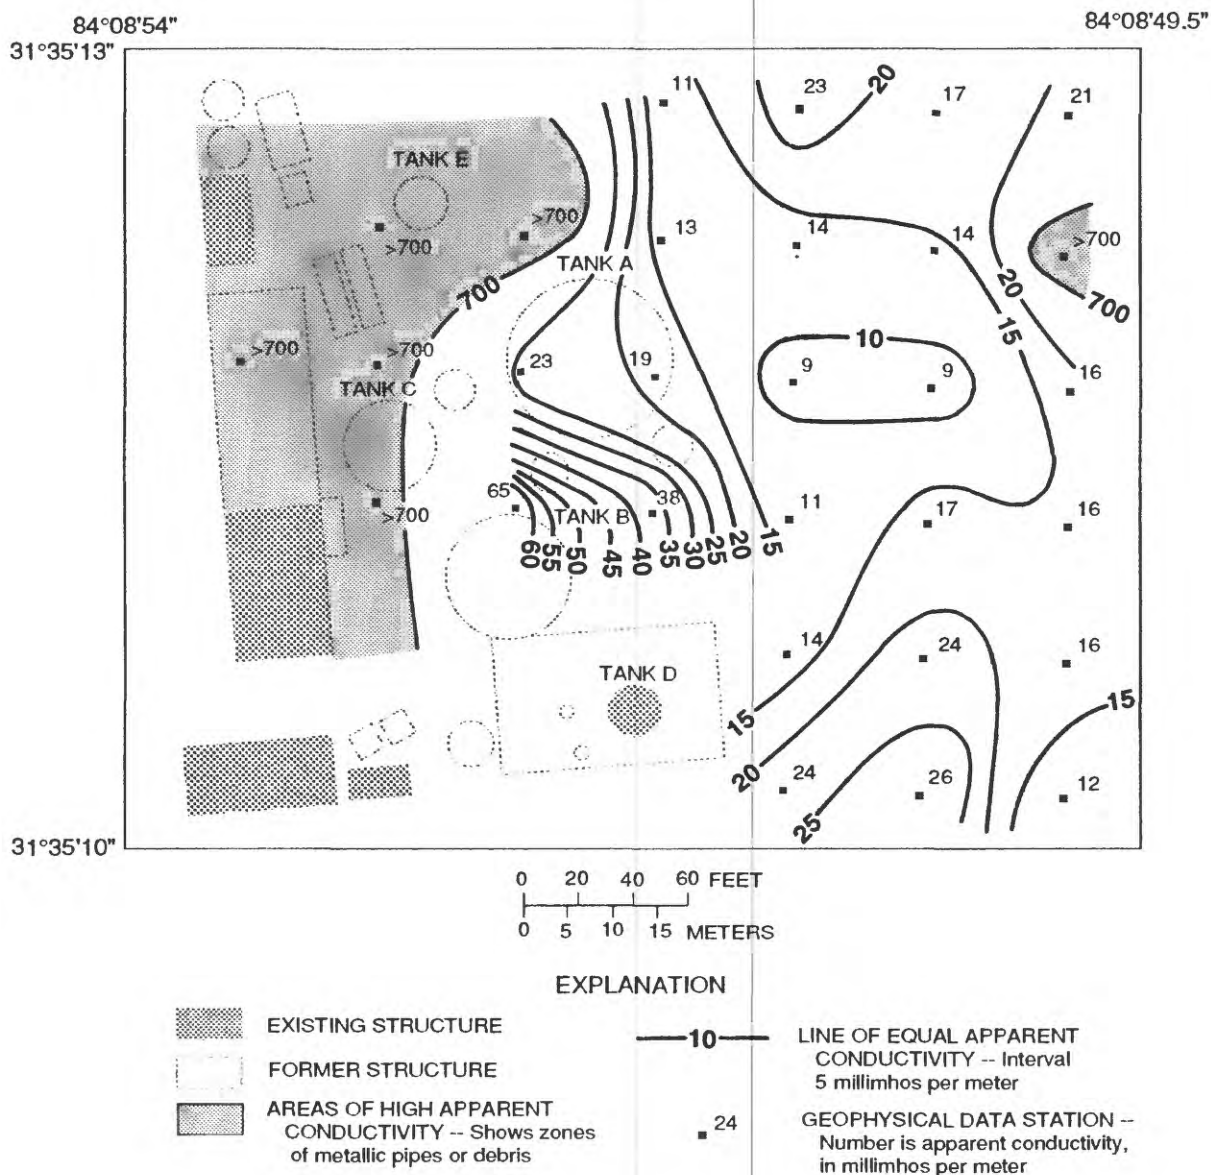 84°08'54"
84°08'49.5"
31°35'13"
11
23
20
17
21
TANK E
>700
>700
13
14
14
>700
TANK A
20
700
700
15
>700
>700
10
TANK C
23
19
9
9
16
65
38
>700
TANK B
11
17
16
60
55
50
45
40
35
30
25
20
15
14
24
16
TANK D
15
15
20
24
26
12
25
31°35'10"
0 20 40 60 FEET
0 5 10 15 METERS
EXPLANATION
EXISTING STRUCTURE
FORMER STRUCTURE
AREAS OF HIGH APPARENT
CONDUCTIVITY -- Shows zones
of metallic pipes or debris
10
LINE OF EQUAL APPARENT
CONDUCTIVITY -- Interval
5 millimhos per meter
24
GEOPHYSICAL DATA STATION --
Number is apparent conductivity,
in millimhos per meter